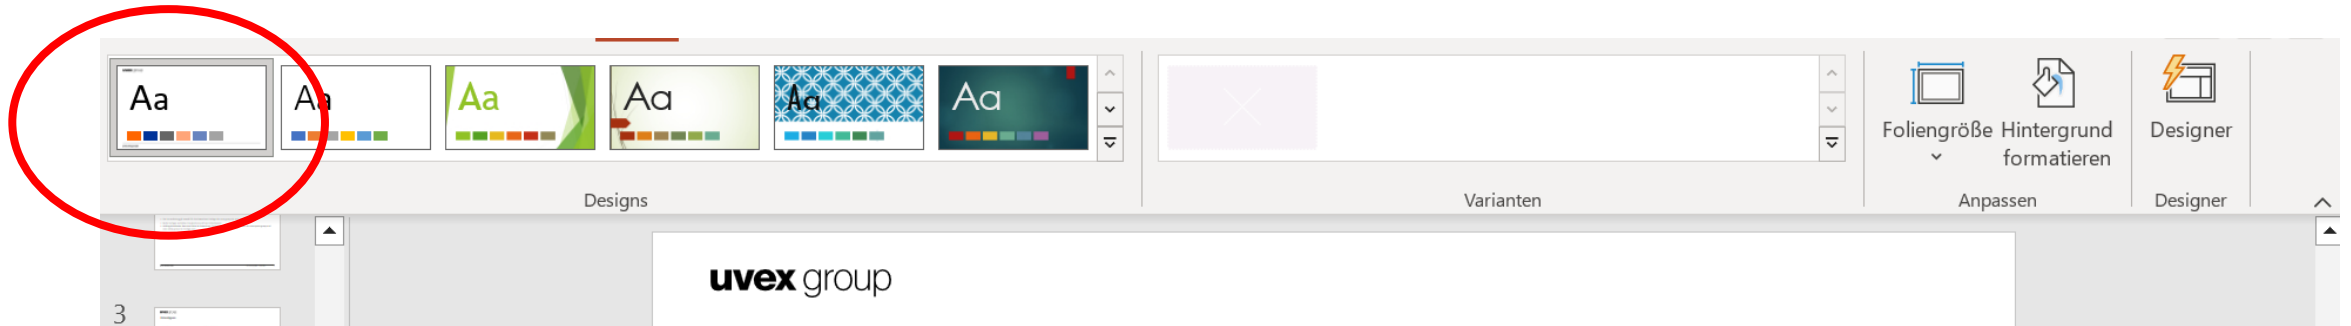 Aa Aa Aa Aa Aa Aa
Foliengröße Hintergrund formatieren Designer
Designs Varianten Anpassen Designer
uvex group
3